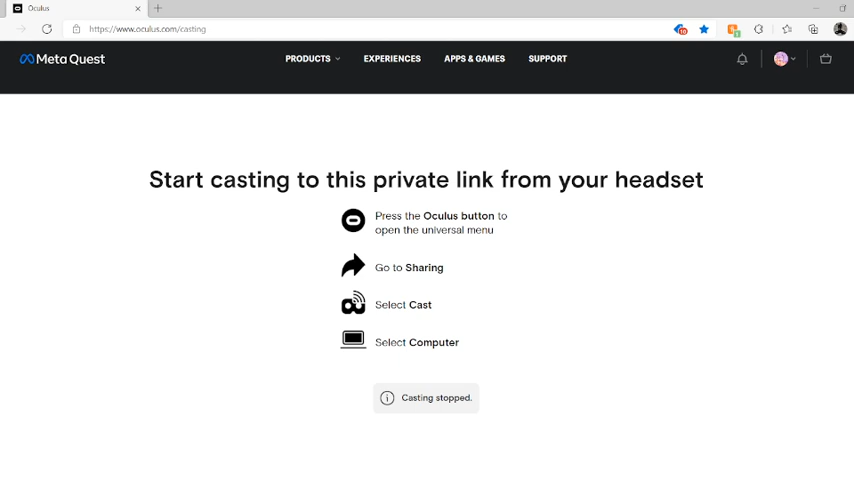 Oculus
https://www.oculus.com/casting
10
Meta Quest
PRODUCTS
EXPERIENCES
APPS & GAMES
SUPPORT
Start casting to this private link from your headset
Press the Oculus button to
open the universal menu
Go to Sharing
Select Cast
Select Computer
Casting stopped.